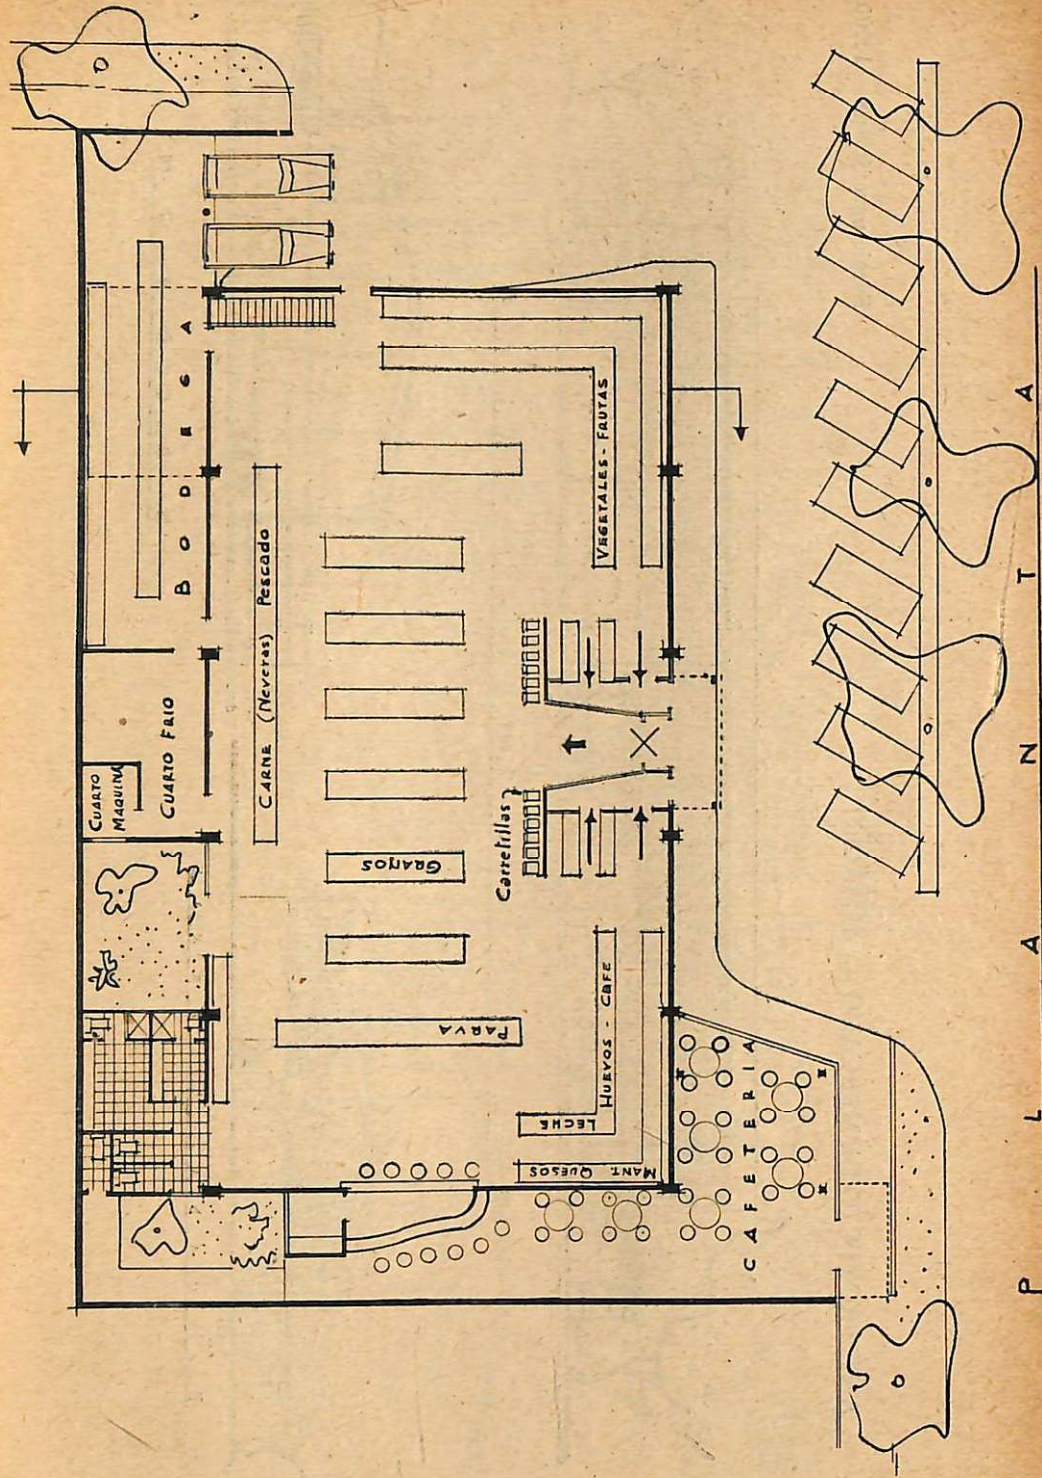 BODEGA
CUARTO FRIO
CUARTO
MAQUINA
CARNE (Neveras) Pescado
VEGETALES - FRUTAS
Carretillas
GRANOS
PARVA
HUEVOS - CAFE
LECHE
MANT. QUESOS
CAFETERIA
PLANTA